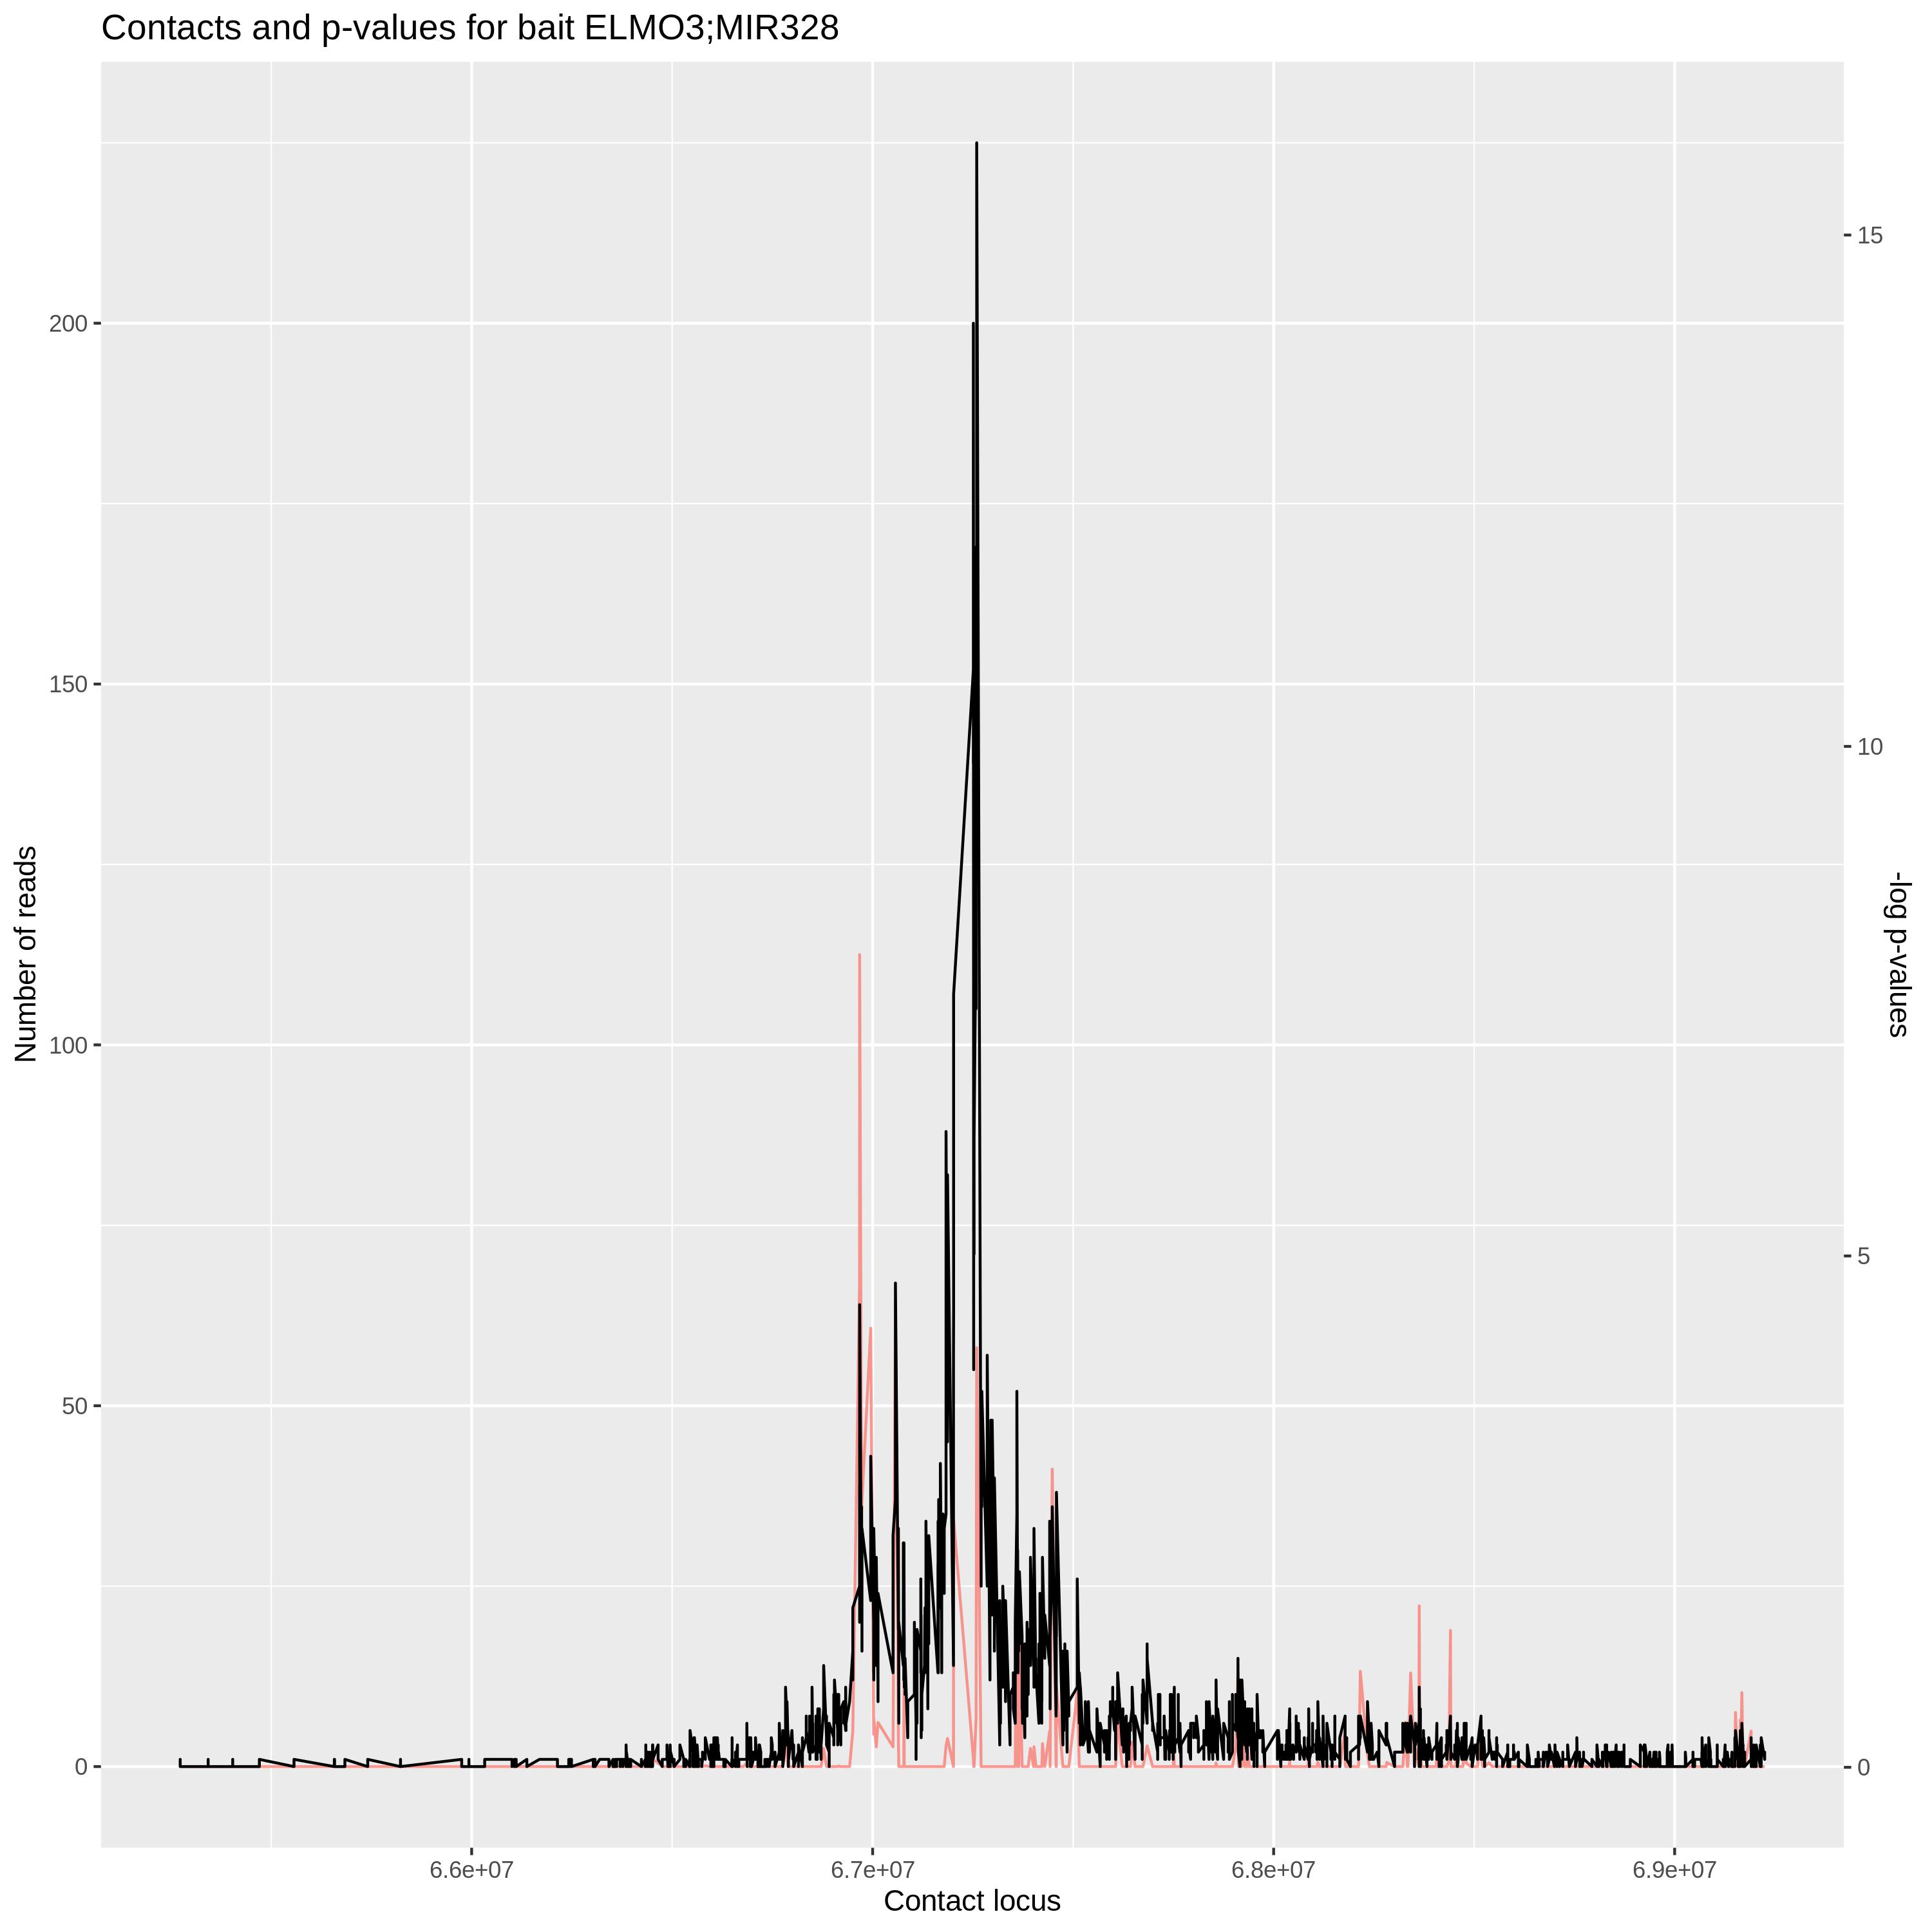 Contacts and p-values for bait ELMO3;MIR328
Number of reads
200
150
100
50
0
15
10
5
0
-log p-values
6.6e+07 6.7e+07 6.8e+07 6.9e+07
Contact locus